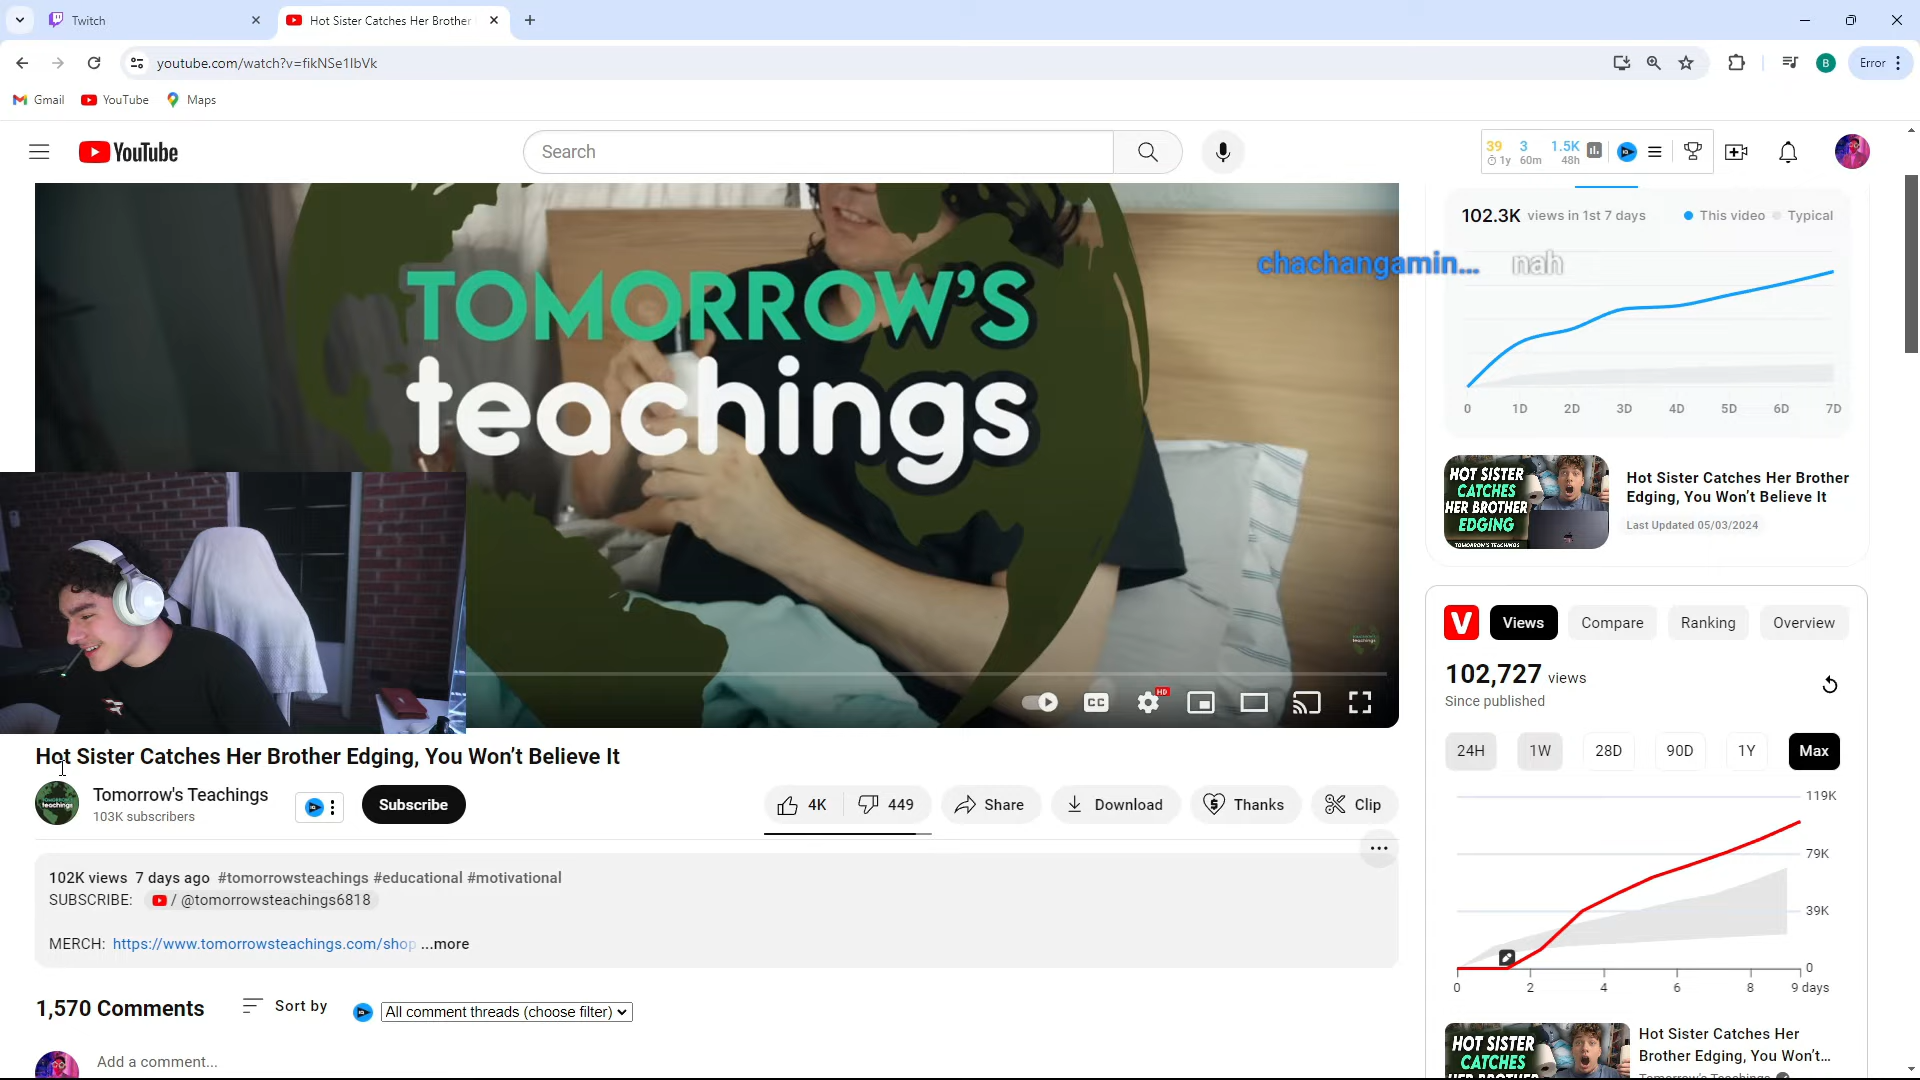 Twitch
Hot Sister Catches Her Brother
youtube.com/watch?v=fikNSe1lbVk
Error
Gmail
YouTube
Maps
YouTube
Search
39 3 1.5K
1y 60m 48h
TOMORROW'S
teachings
chachangamin... nah
102.3K views in 1st 7 days
This video
Typical
0 1D 2D 3D 4D 5D 6D 7D
HOT SISTER
CATCHES
HER BROTHER
EDGING
TOMORROW'S TEACHINGS
Hot Sister Catches Her Brother
Edging, You Won't Believe It
Last Updated 05/03/2024
V
Views
Compare
Ranking
Overview
102,727 views
Since published
24H
1W
28D
90D
1Y
Max
119K
79K
39K
0
0 2 4 6 8 9 days
HOT SISTER
CATCHES
Hot Sister Catches Her
Brother Edging, You Won't...
CC
HD
Hot Sister Catches Her Brother Edging, You Won't Believe It
Tomorrow's Teachings
103K subscribers
Subscribe
4K
449
Share
Download
Thanks
Clip
102K views 7 days ago #tomorrowsteachings #educational #motivational
SUBSCRIBE: / @tomorrowsteachings6818
MERCH: https://www.tomorrowsteachings.com/shop ...more
1,570 Comments
Sort by
All comment threads (choose filter)
Add a comment...